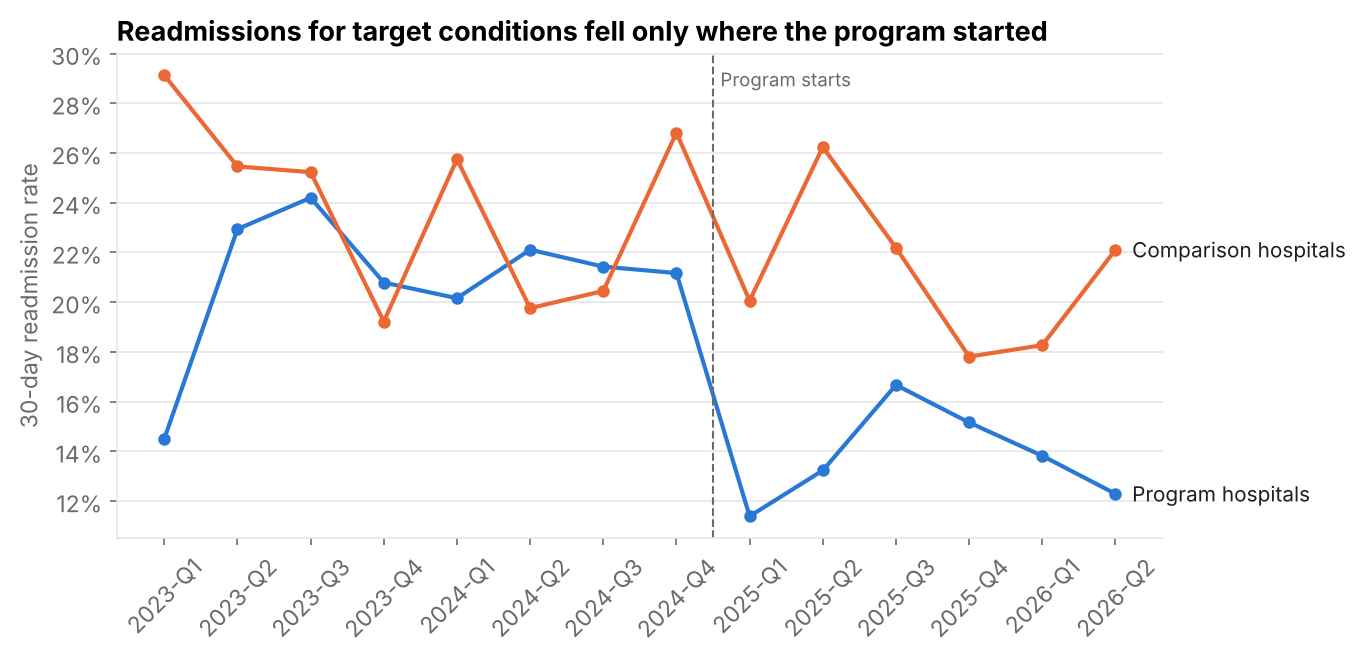 Readmissions for target conditions fell only where the program started
30-day readmission rate
30%
28%
26%
24%
22%
20%
18%
16%
14%
12%
Program starts
Comparison hospitals
Program hospitals
2023-Q1
2023-Q2
2023-Q3
2023-Q4
2024-Q1
2024-Q2
2024-Q3
2024-Q4
2025-Q1
2025-Q2
2025-Q3
2025-Q4
2026-Q1
2026-Q2